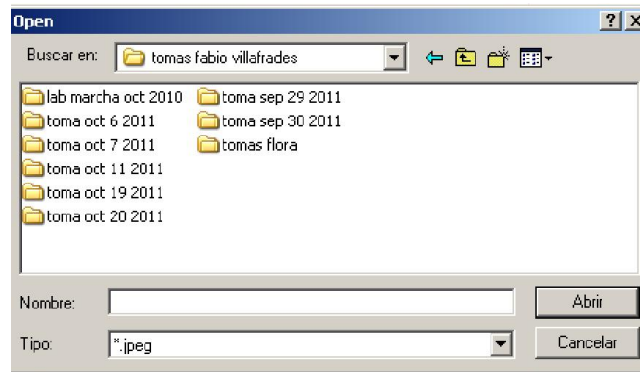 Open
Buscar en: tomas fabio villafrades
lab marcha oct 2010
toma oct 6 2011
toma oct 7 2011
toma oct 11 2011
toma oct 19 2011
toma oct 20 2011
toma sep 29 2011
toma sep 30 2011
tomas flora
Nombre: Abrir
Tipo: *.jpeg Cancelar